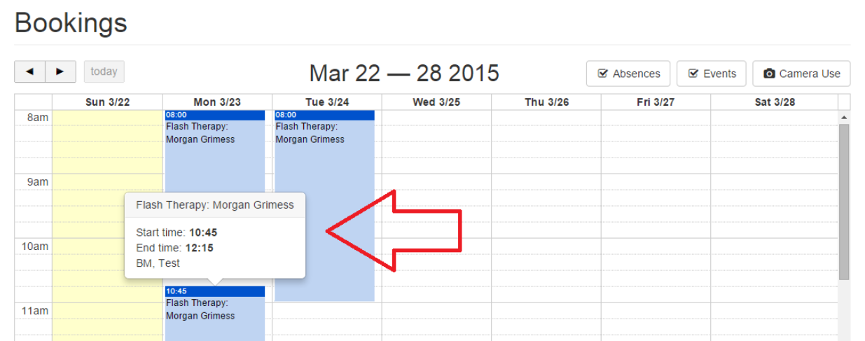 Bookings
◄ ► today
Mar 22 — 28 2015
Absences
Events
Camera Use
Sun 3/22 Mon 3/23 Tue 3/24 Wed 3/25 Thu 3/26 Fri 3/27 Sat 3/28
8am
08:00
Flash Therapy:
Morgan Grimess
08:00
Flash Therapy:
Morgan Grimess
9am
Flash Therapy: Morgan Grimess
Start time: 10:45
End time: 12:15
BM, Test
10am
10:45
Flash Therapy:
Morgan Grimess
11am